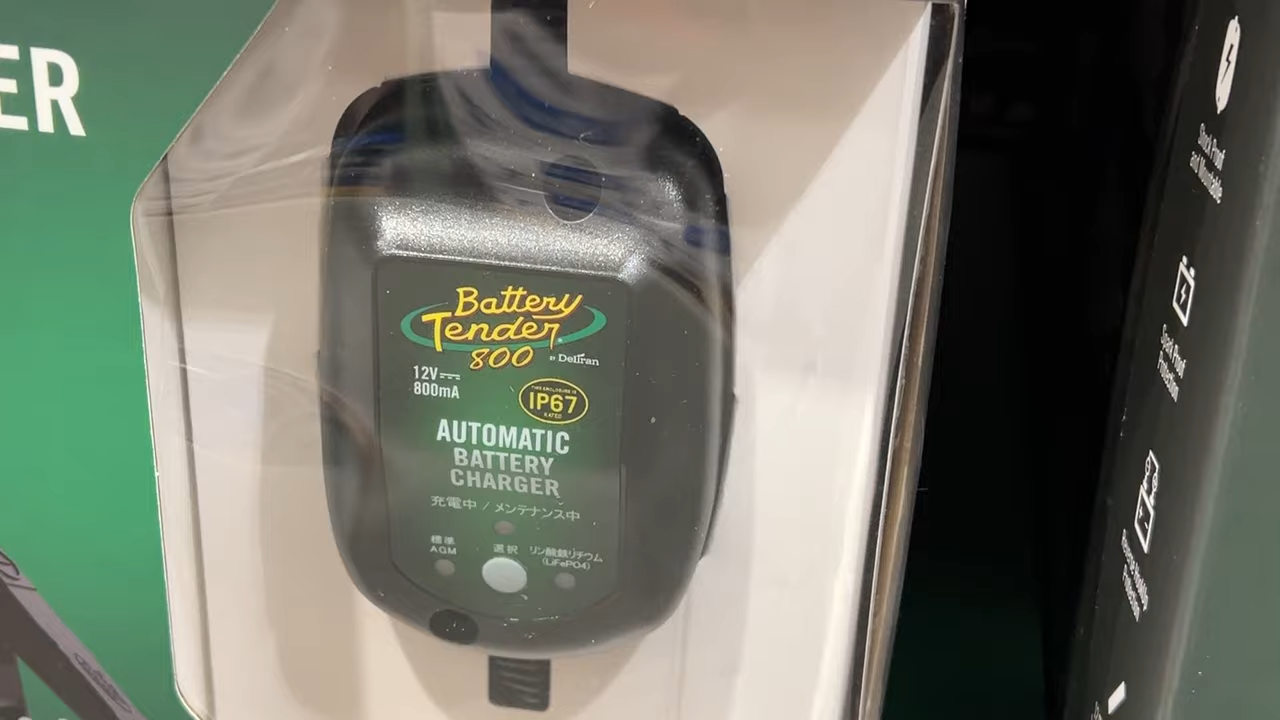 ER
Battery
Tender
800
BY Deltran
12V
800mA
THIS ENCLOSURE IS
IP67
RATED
AUTOMATIC
BATTERY
CHARGER
充電中 / メンテナンス中
標準
AGM
選択
リン酸鉄リチウム
(LiFePO4)
Spark Proof